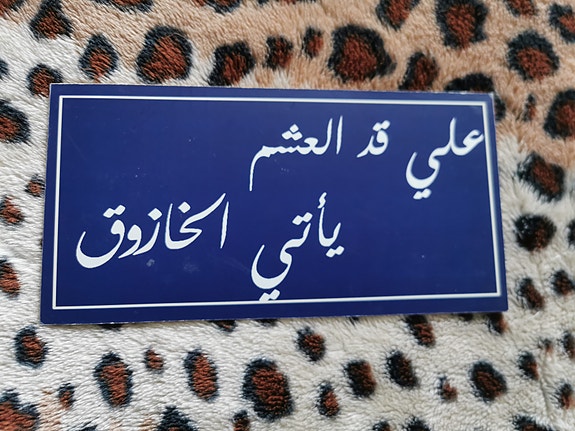 علي قد العشم
يأتي الخازوق